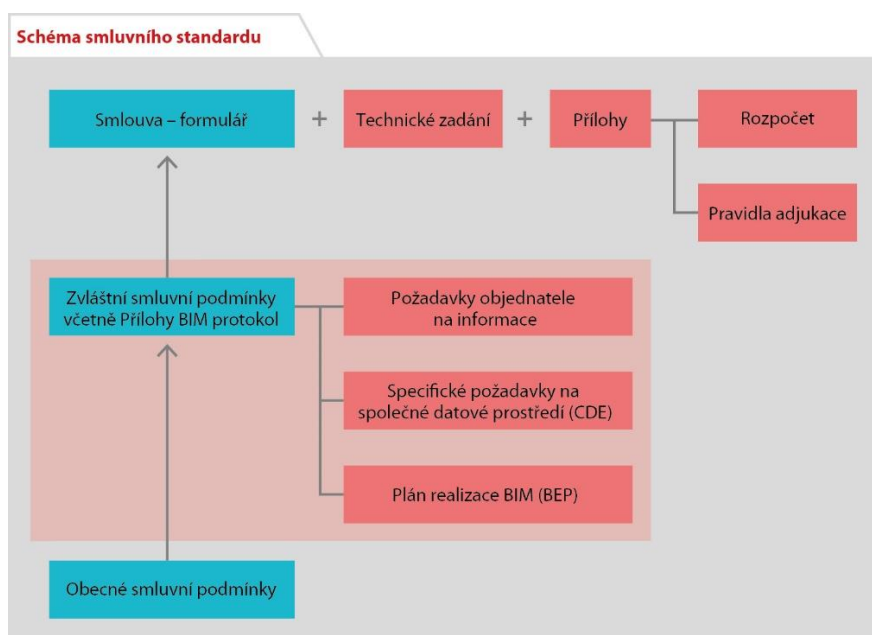 Schéma smluvního standardu
Smlouva – formulář
+
Technické zadání
+
Přílohy
Rozpočet
Pravidla adjukace
Zvláštní smluvní podmínky
včetně Přílohy BIM protokol
Požadavky objednatele
na informace
Specifické požadavky na
společné datové prostředí (CDE)
Plán realizace BIM (BEP)
Obecné smluvní podmínky